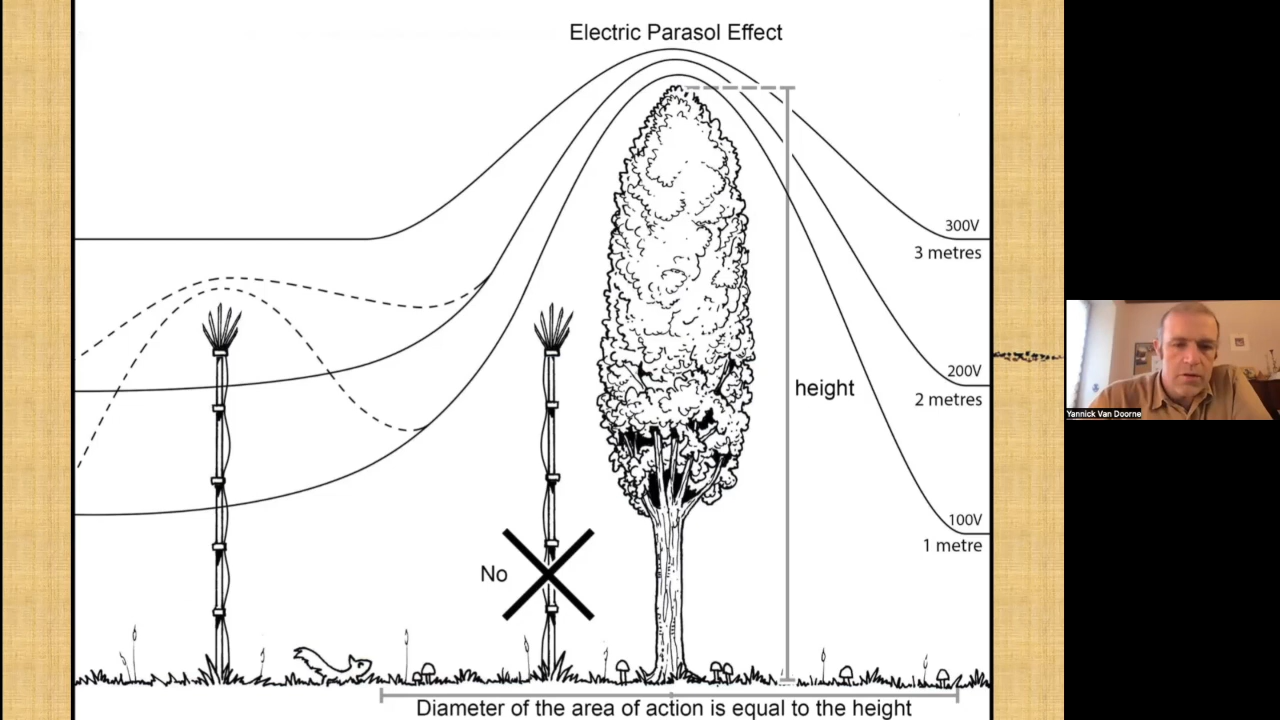 Electric Parasol Effect
300V
3 metres
200V
height
2 metres
Yannick Van Doorne
100V
1 metre
No
Diameter of the area of action is equal to the height